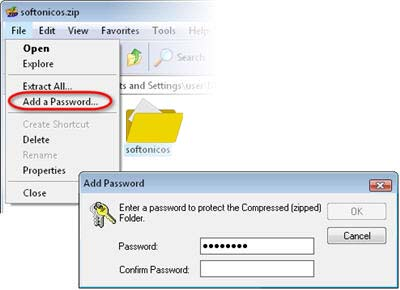 softonicos.zip
File Edit View Favorites Tools Help
Open
Explore
Search
Extract All...
ts and Settings\user\
Add a Password...
Create Shortcut
Delete
Rename
softonicos
Properties
Close
Add Password
Enter a password to protect the Compressed (zipped)
Folder.
OK
Cancel
Password:
Confirm Password: